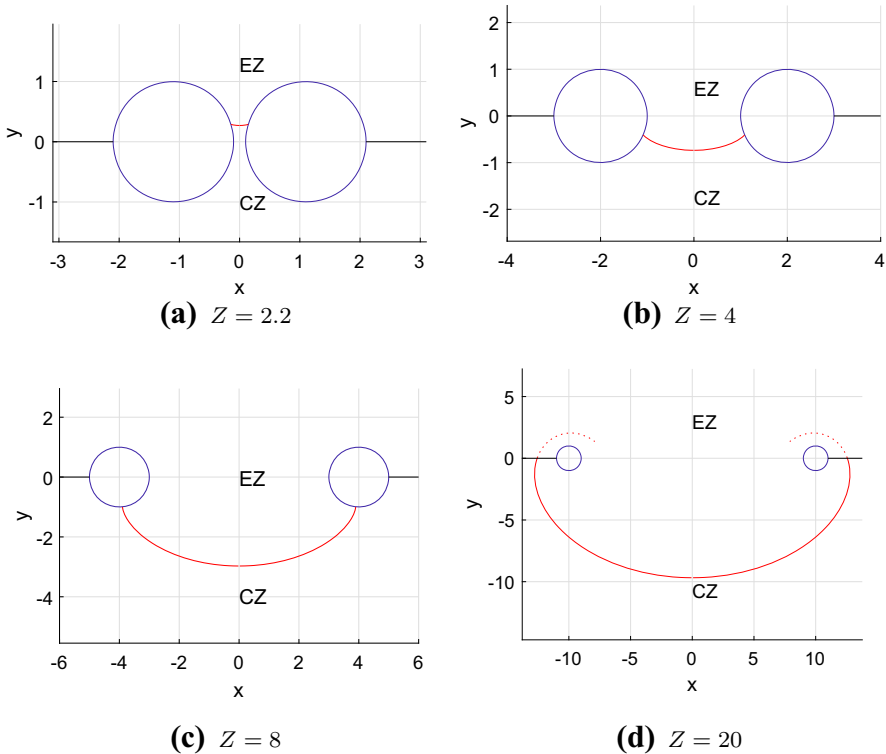 EZ
1
y
0
CZ
-1
-3 -2 -1 0 1 2 3
x
(a) Z = 2.2
2
1
EZ
y
0
-1
CZ
-2
-4 -2 0 2 4
x
(b) Z = 4
2
0
EZ
y
-2
CZ
-4
-6 -4 -2 0 2 4 6
x
(c) Z = 8
5
EZ
0
y
-5
-10
CZ
-10 -5 0 5 10
x
(d) Z = 20